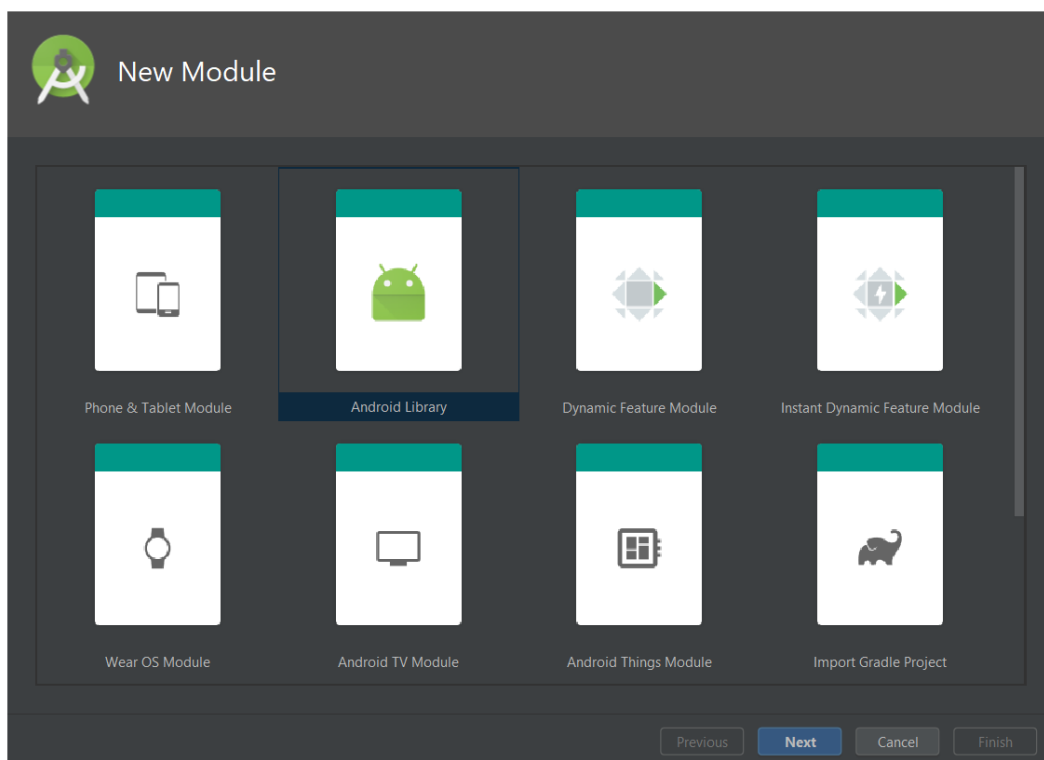 New Module
Phone & Tablet Module
Android Library
Dynamic Feature Module
Instant Dynamic Feature Module
Wear OS Module
Android TV Module
Android Things Module
Import Gradle Project
Previous
Next
Cancel
Finish